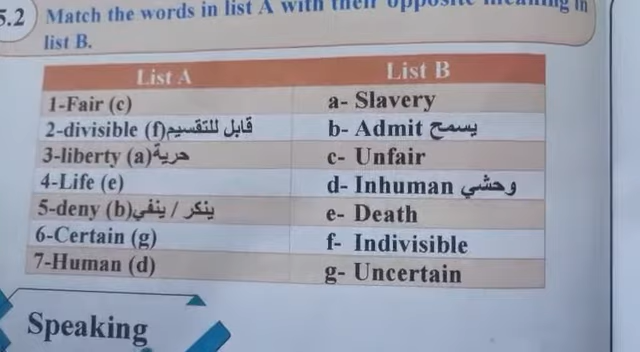 5.2 Match the words in list A with their opposite meaning in
list B.
List A List B
1-Fair (c) a- Slavery
2-divisible (f)قابل للتقسيم b- Admit يسمح
3-liberty (a)حرية c- Unfair
4-Life (e) d- Inhuman وحشي
5-deny (b)ينكر / ينفي e- Death
6-Certain (g) f- Indivisible
7-Human (d) g- Uncertain
Speaking